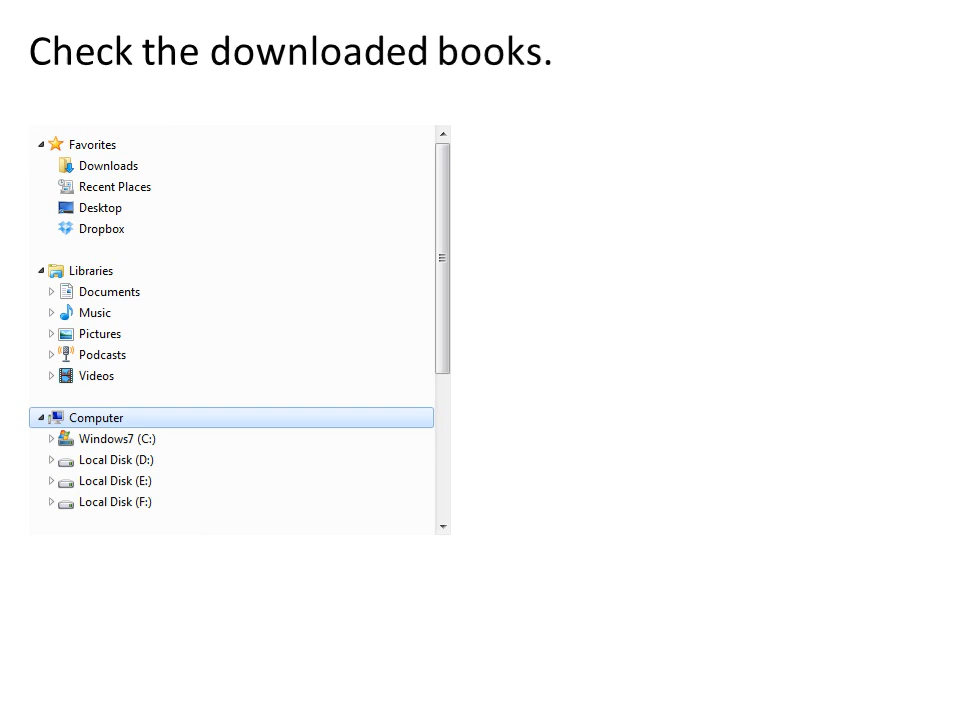 Check the downloaded books.
Favorites
Downloads
Recent Places
Desktop
Dropbox
Libraries
Documents
Music
Pictures
Podcasts
Videos
Computer
Windows7 (C:)
Local Disk (D:)
Local Disk (E:)
Local Disk (F:)